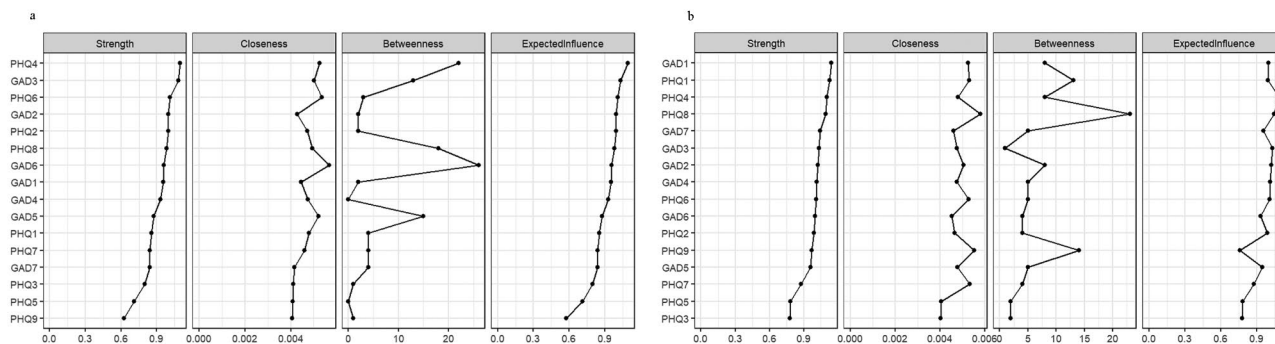 a
b
Strength Closeness Betweenness ExpectedInfluence
Strength Closeness Betweenness ExpectedInfluence
PHQ4
GAD3
PHQ6
GAD2
PHQ2
PHQ8
GAD6
GAD1
GAD4
GAD5
PHQ1
PHQ7
GAD7
PHQ3
PHQ5
PHQ9
0.0 0.3 0.6 0.9 0.000 0.002 0.004 0 10 20 0.0 0.3 0.6 0.9
GAD1
PHQ1
PHQ4
PHQ8
GAD7
GAD3
GAD2
GAD4
PHQ6
GAD6
PHQ2
PHQ9
GAD5
PHQ7
PHQ5
PHQ3
0.0 0.3 0.6 0.9 0.000 0.002 0.004 0.0060 5 10 15 20 0.0 0.3 0.6 0.9